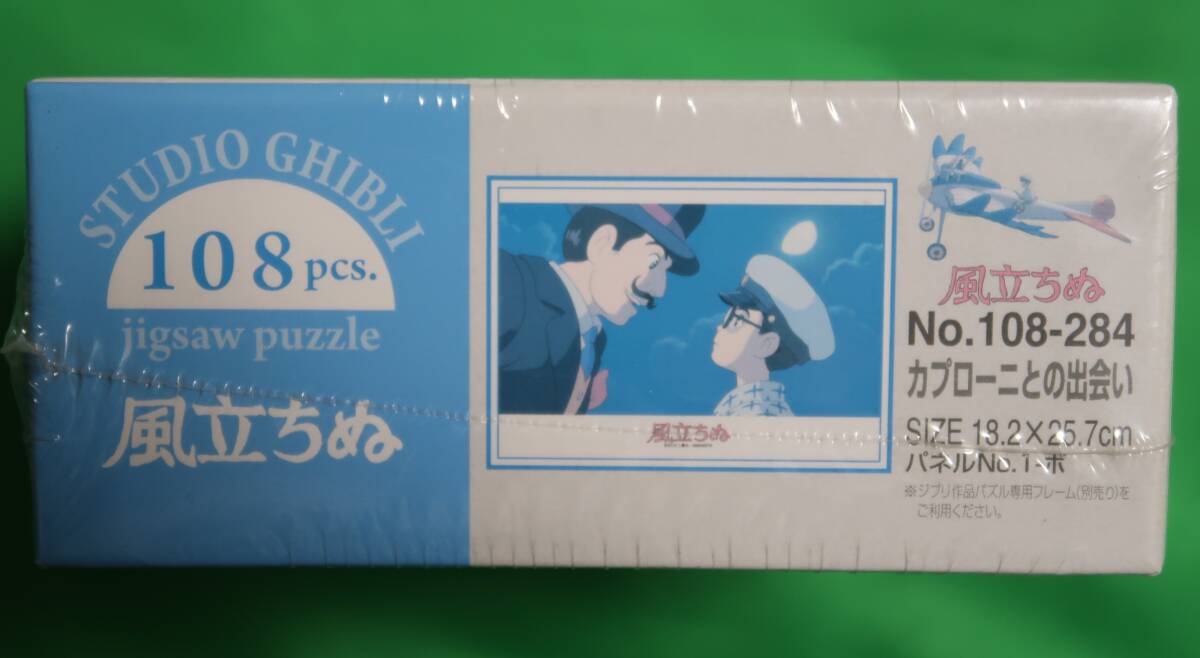 STUDIO GHIBLI
108pcs.
jigsaw puzzle
風立ちぬ
風立ちぬ
風立ちぬ
No.108-284
カプローニとの出会い
SIZE 18.2×25.7cm
パネルNo.1-ボ
※ジブリ作品パズル専用フレーム(別売り)を
ご利用ください。